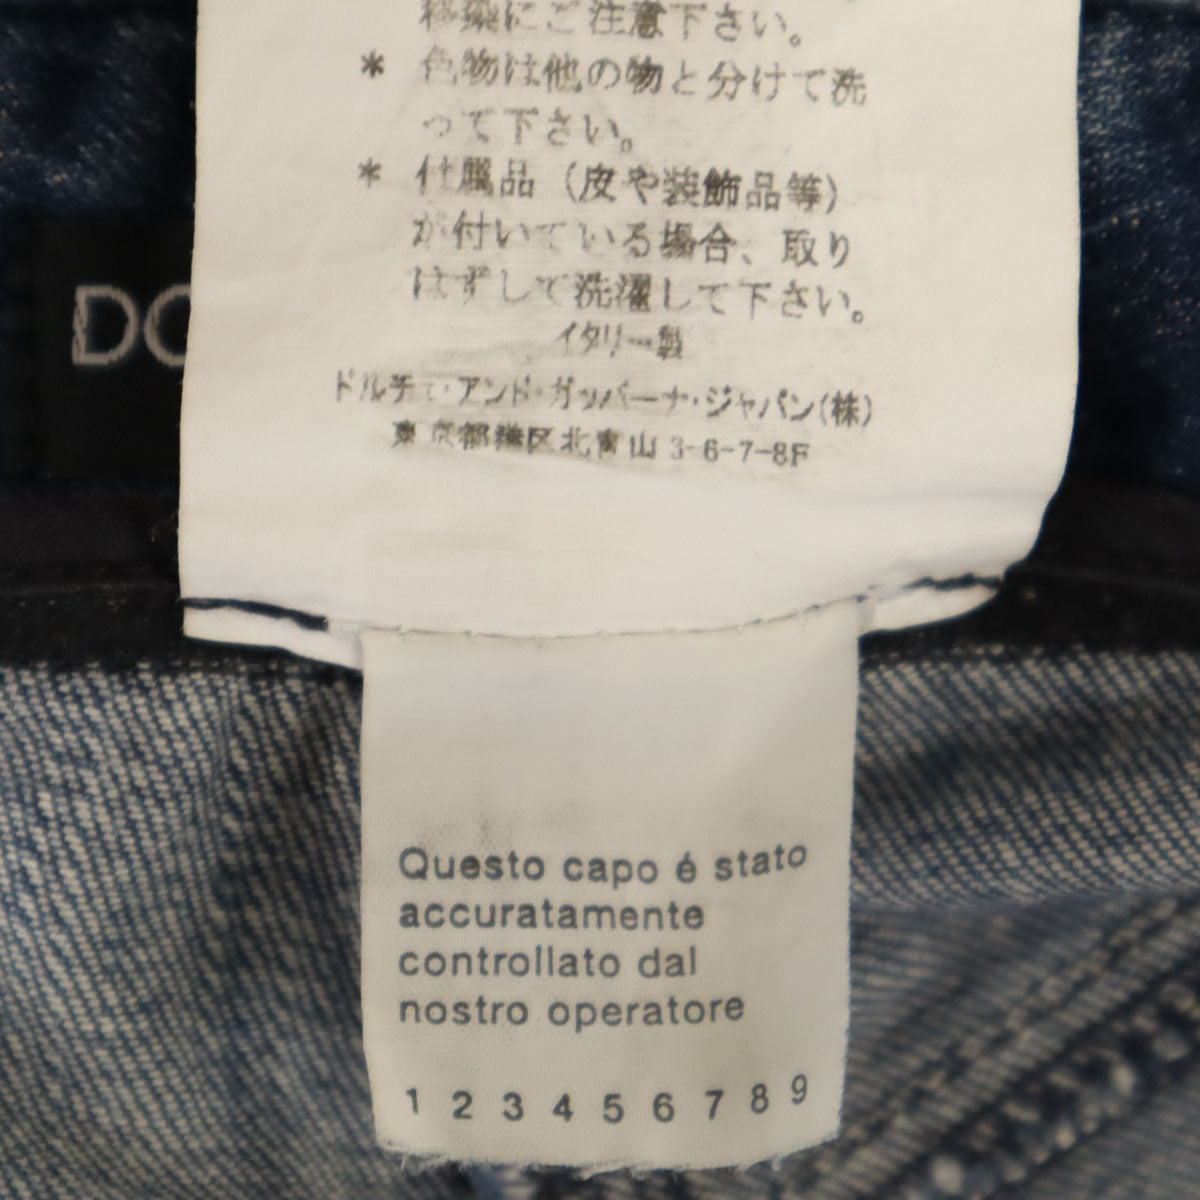 移染にご注意下さい。
* 色物は他の物と分けて洗
って下さい。
* 付属品（皮や装飾品等）
が付いている場合、取り
はずして洗濯して下さい。
イタリー製
ドルチェ・アンド・ガッバーナ・ジャパン(株)
東京都港区北青山 3-6-7-8F
DO
Questo capo é stato
accuratamente
controllato dal
nostro operatore
1 2 3 4 5 6 7 8 9